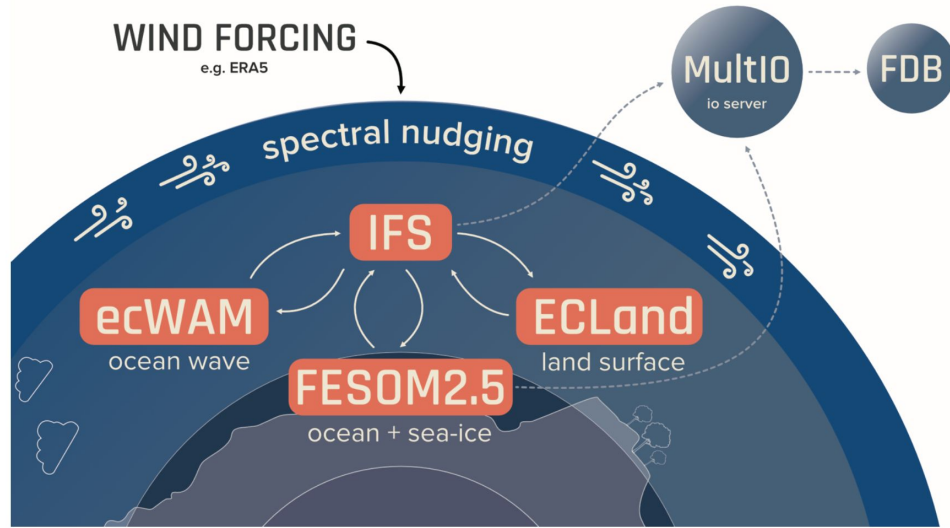 WIND FORCING
e.g. ERA5
MultIO
io server
FDB
spectral nudging
IFS
ecWAM
ocean wave
ECLand
land surface
FESOM2.5
ocean + sea-ice